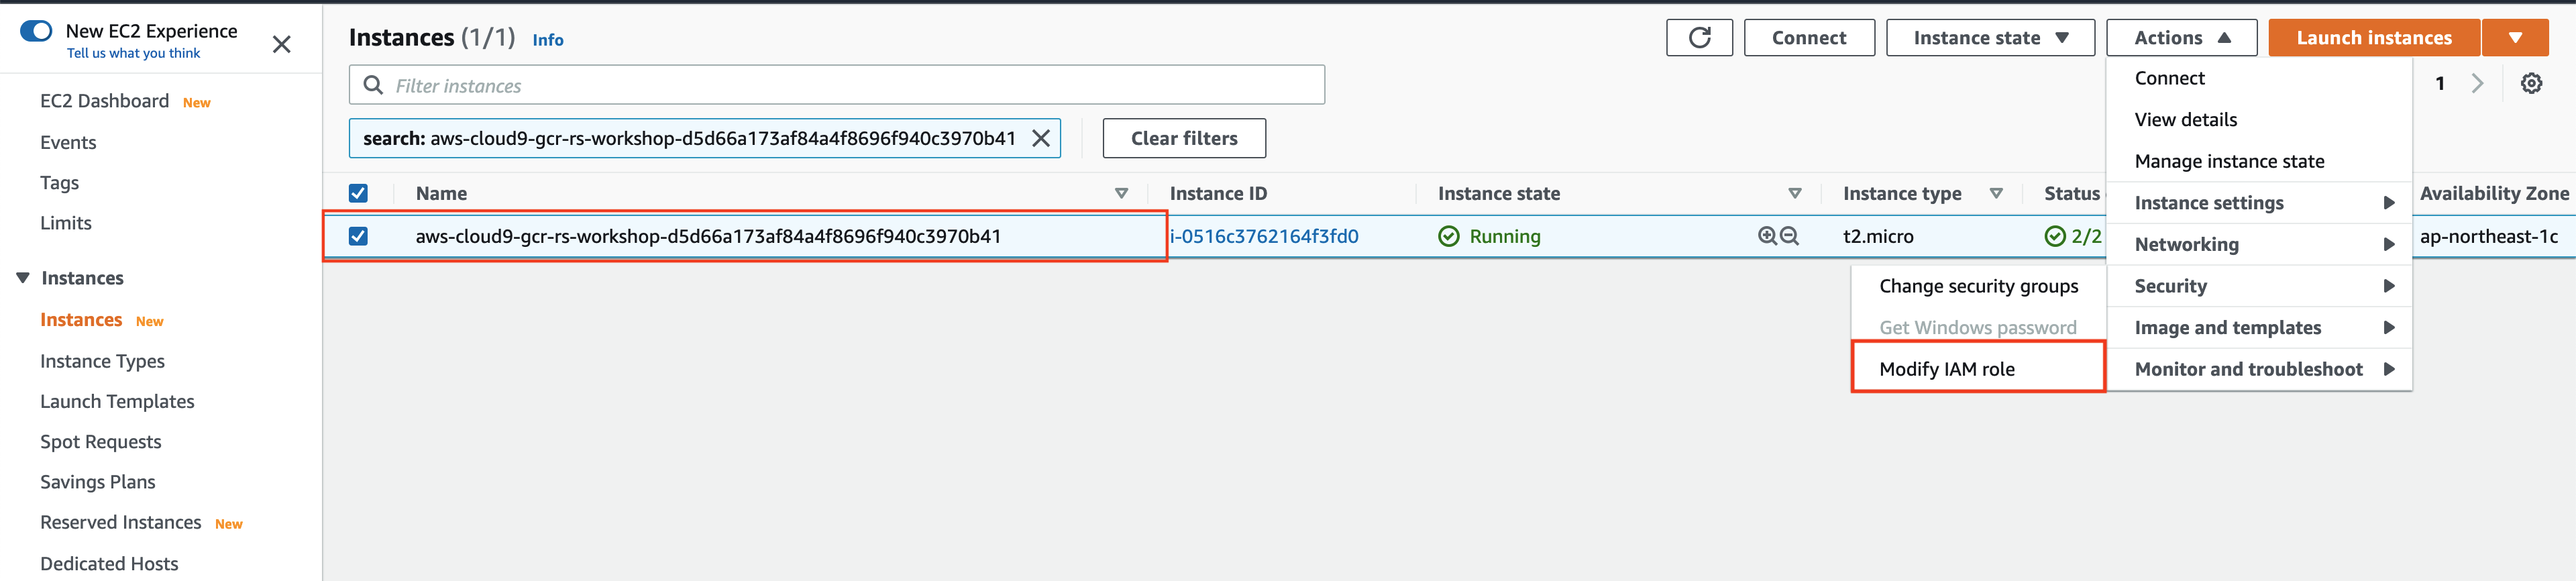 New EC2 Experience
Tell us what you think
EC2 Dashboard New
Events
Tags
Limits
Instances
Instances New
Instance Types
Launch Templates
Spot Requests
Savings Plans
Reserved Instances New
Dedicated Hosts
Instances (1/1) Info
Connect
Instance state
Actions
Launch instances
Filter instances
1
search: aws-cloud9-gcr-rs-workshop-d5d66a173af84a4f8696f940c3970b41
Clear filters
Name Instance ID Instance state Instance type Status Availability Zone
aws-cloud9-gcr-rs-workshop-d5d66a173af84a4f8696f940c3970b41 i-0516c3762164f3fd0 Running t2.micro 2/2 ap-northeast-1c
Connect
View details
Manage instance state
Instance settings
Networking
Security
Image and templates
Monitor and troubleshoot
Change security groups
Get Windows password
Modify IAM role